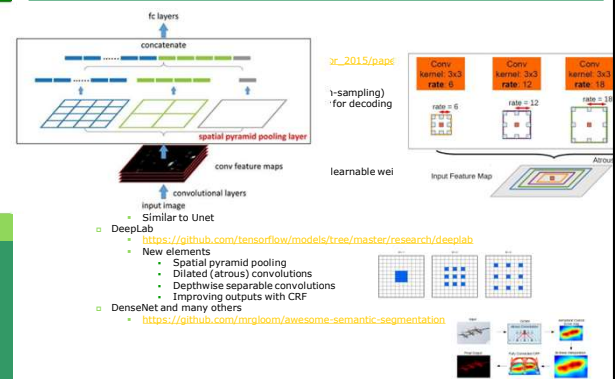 fc layers
concatenate
spatial pyramid pooling layer
conv feature maps
convolutional layers
input image
Conv
kernel: 3x3
rate: 6
Conv
kernel: 3x3
rate: 12
Conv
kernel: 3x3
rate: 18
rate = 6
rate = 12
rate = 18
Atrou
Input Feature Map
or_2015/pape
n-sampling)
for decoding
learnable wei
Similar to Unet
DeepLab
https://github.com/tensorflow/models/tree/master/research/deeplab
New elements
Spatial pyramid pooling
Dilated (atrous) convolutions
Depthwise separable convolutions
Improving outputs with CRF
DenseNet and many others
https://github.com/mrgloom/awesome-semantic-segmentation